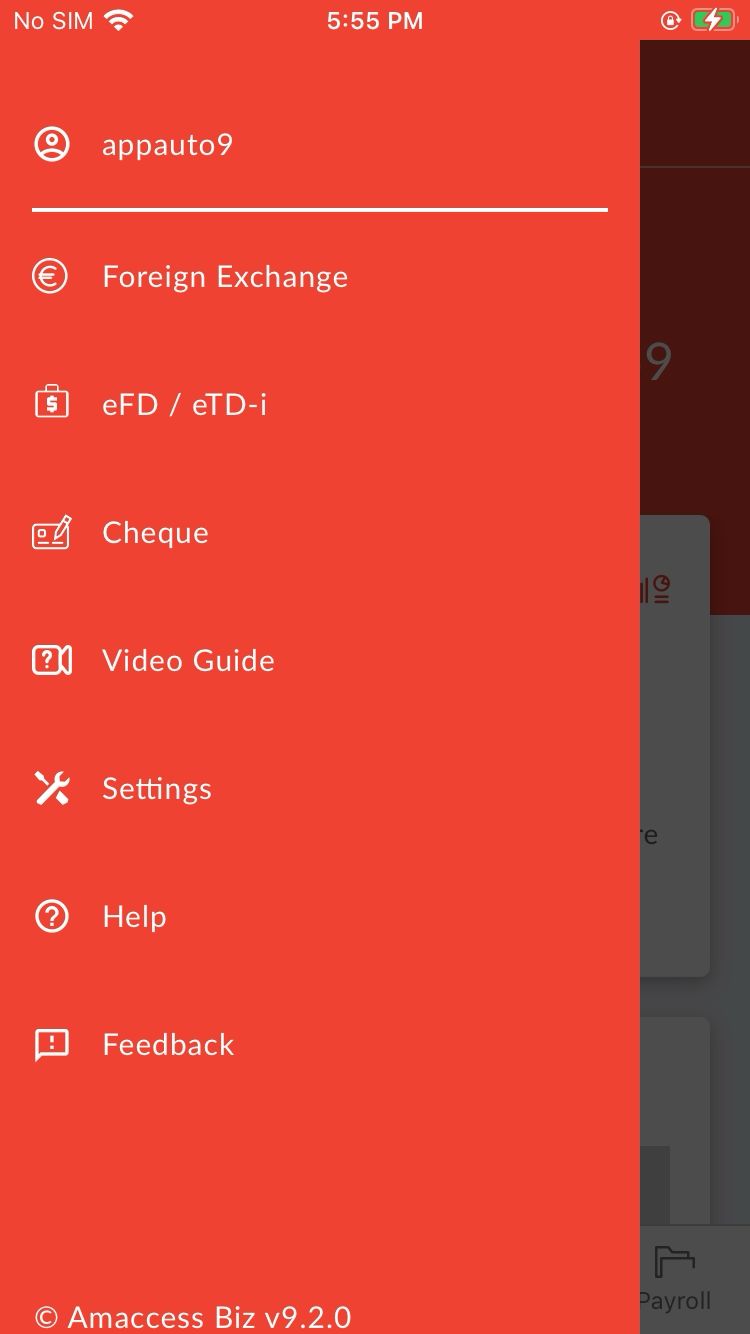 No SIM 5:55 PM
appauto9
Foreign Exchange
9
eFD / eTD-i
Cheque
Video Guide
Settings
re
Help
Feedback
Payroll
© Amaccess Biz v9.2.0